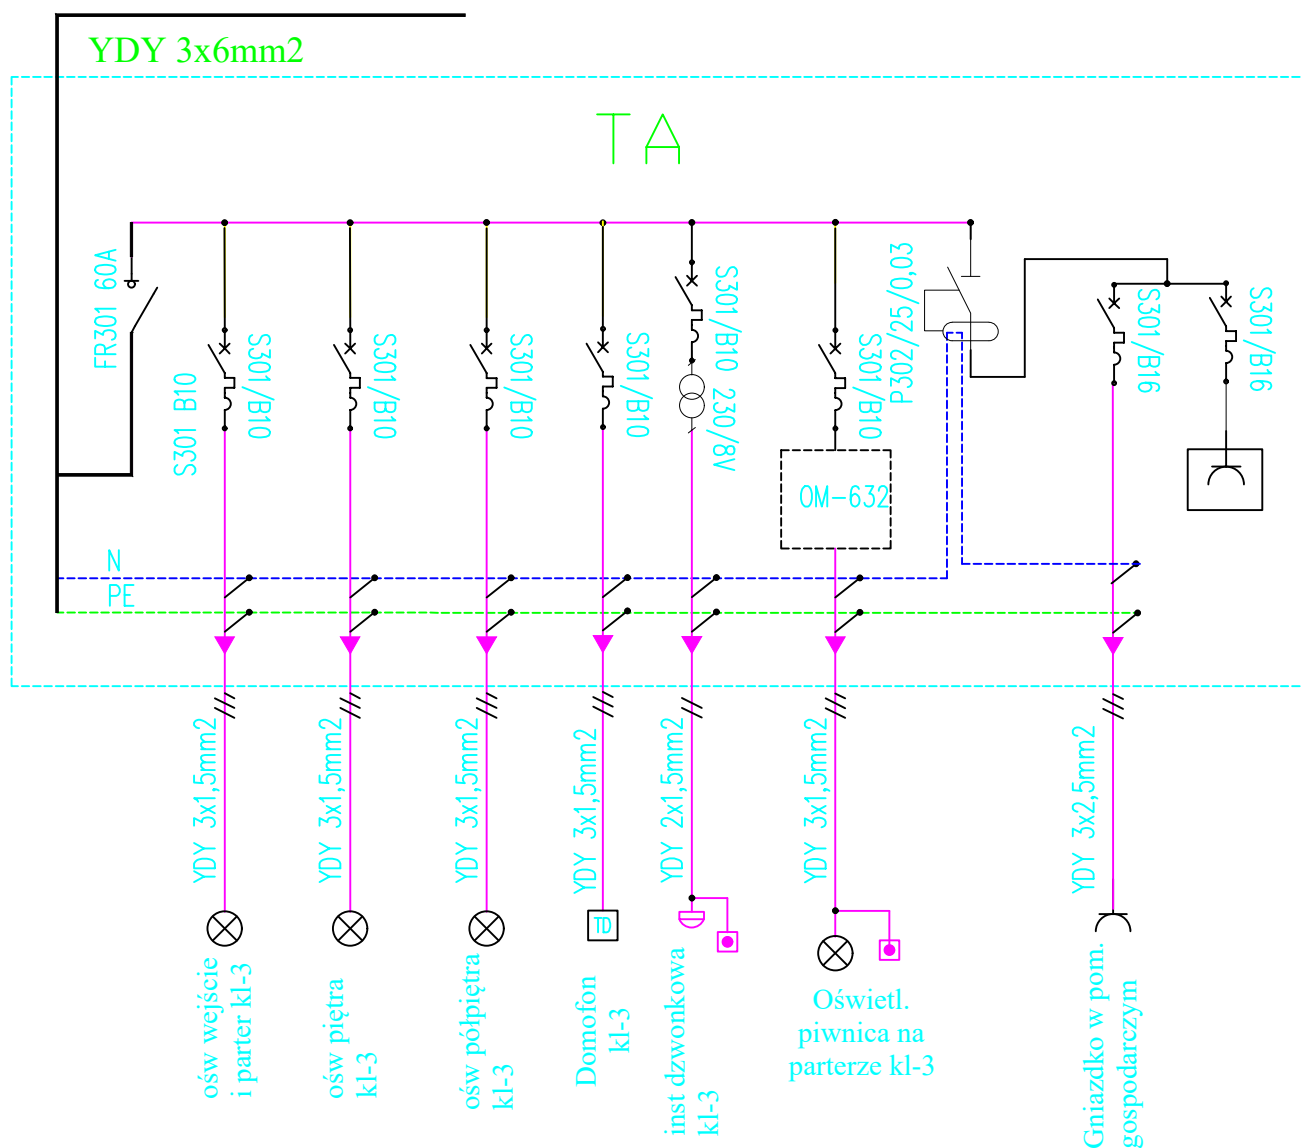 YDY 3x6mm2
TA
FR301 60A
S301 B10
S301/B10
S301/B10
S301/B10
S301/B10
S301/B10 230/8V
S301/B10
P302/25/0,03
S301/B16
S301/B16
OM-632
N
PE
YDY 3x1,5mm2
YDY 3x1,5mm2
YDY 3x1,5mm2
YDY 3x1,5mm2
YDY 2x1,5mm2
YDY 3x1,5mm2
YDY 3x2,5mm2
TD
ośw wejście
i parter kl-3
ośw piętra
kl-3
ośw półpiętra
kl-3
Domofon
kl-3
inst dzwonkowa
kl-3
Oświetl.
piwnica na
parterze kl-3
Gniazdko w pom.
gospodarczym